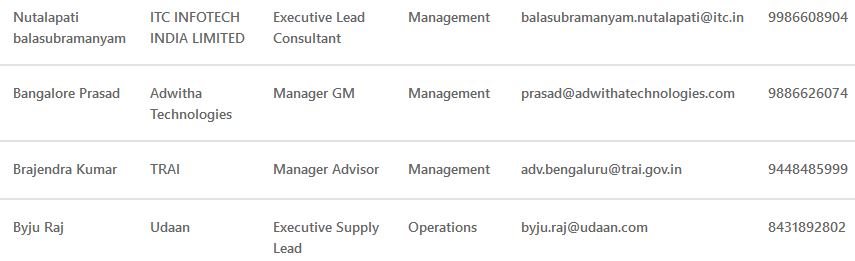 Nutalapati balasubramanyam ITC INFOTECH INDIA LIMITED Executive Lead Consultant Management balasubramanyam.nutalapati@itc.in 9986608904
Bangalore Prasad Adwitha Technologies Manager GM Management prasad@adwithatechnologies.com 9886626074
Brajendra Kumar TRAI Manager Advisor Management adv.bengaluru@trai.gov.in 9448485999
Byju Raj Udaan Executive Supply Lead Operations byju.raj@udaan.com 8431892802